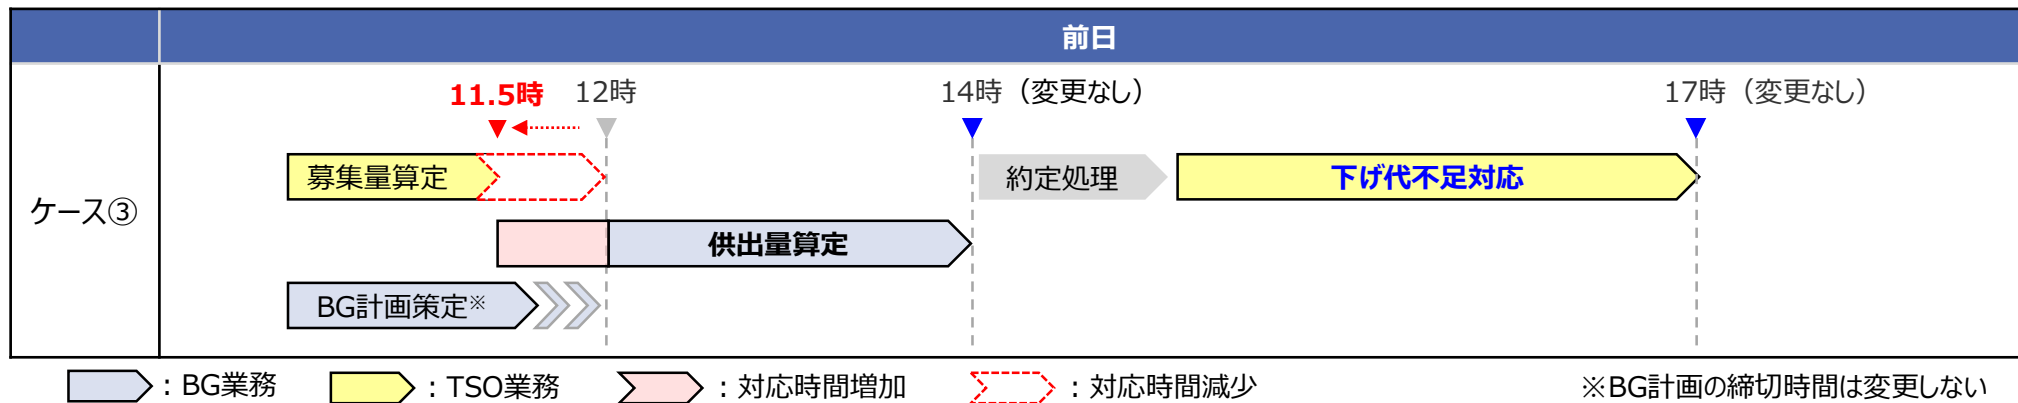 前日
11.5時 12時 14時（変更なし） 17時（変更なし）
ケース③
募集量算定 約定処理 下げ代不足対応
供出量算定
BG計画策定※
：BG業務 ：TSO業務 ：対応時間増加 ：対応時間減少 ※BG計画の締切時間は変更しない